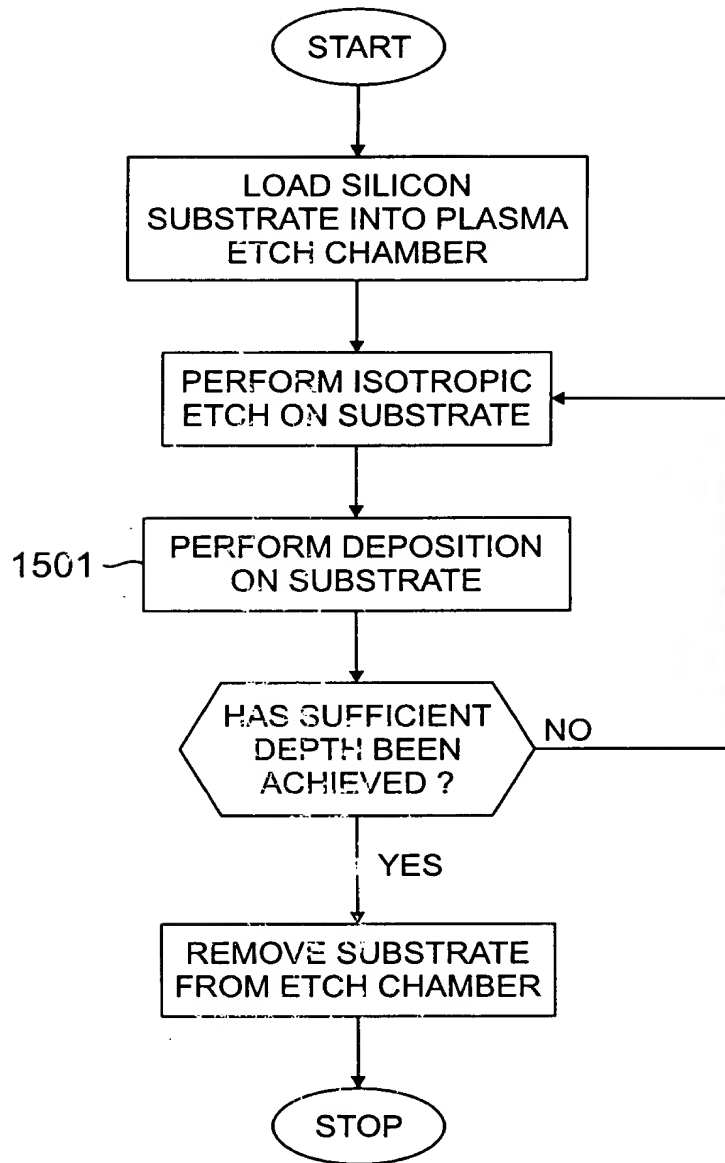 START
LOAD SILICON
SUBSTRATE INTO PLASMA
ETCH CHAMBER
PERFORM ISOTROPIC
ETCH ON SUBSTRATE
1501
PERFORM DEPOSITION
ON SUBSTRATE
HAS SUFFICIENT
DEPTH BEEN
ACHIEVED ?
NO
YES
REMOVE SUBSTRATE
FROM ETCH CHAMBER
STOP